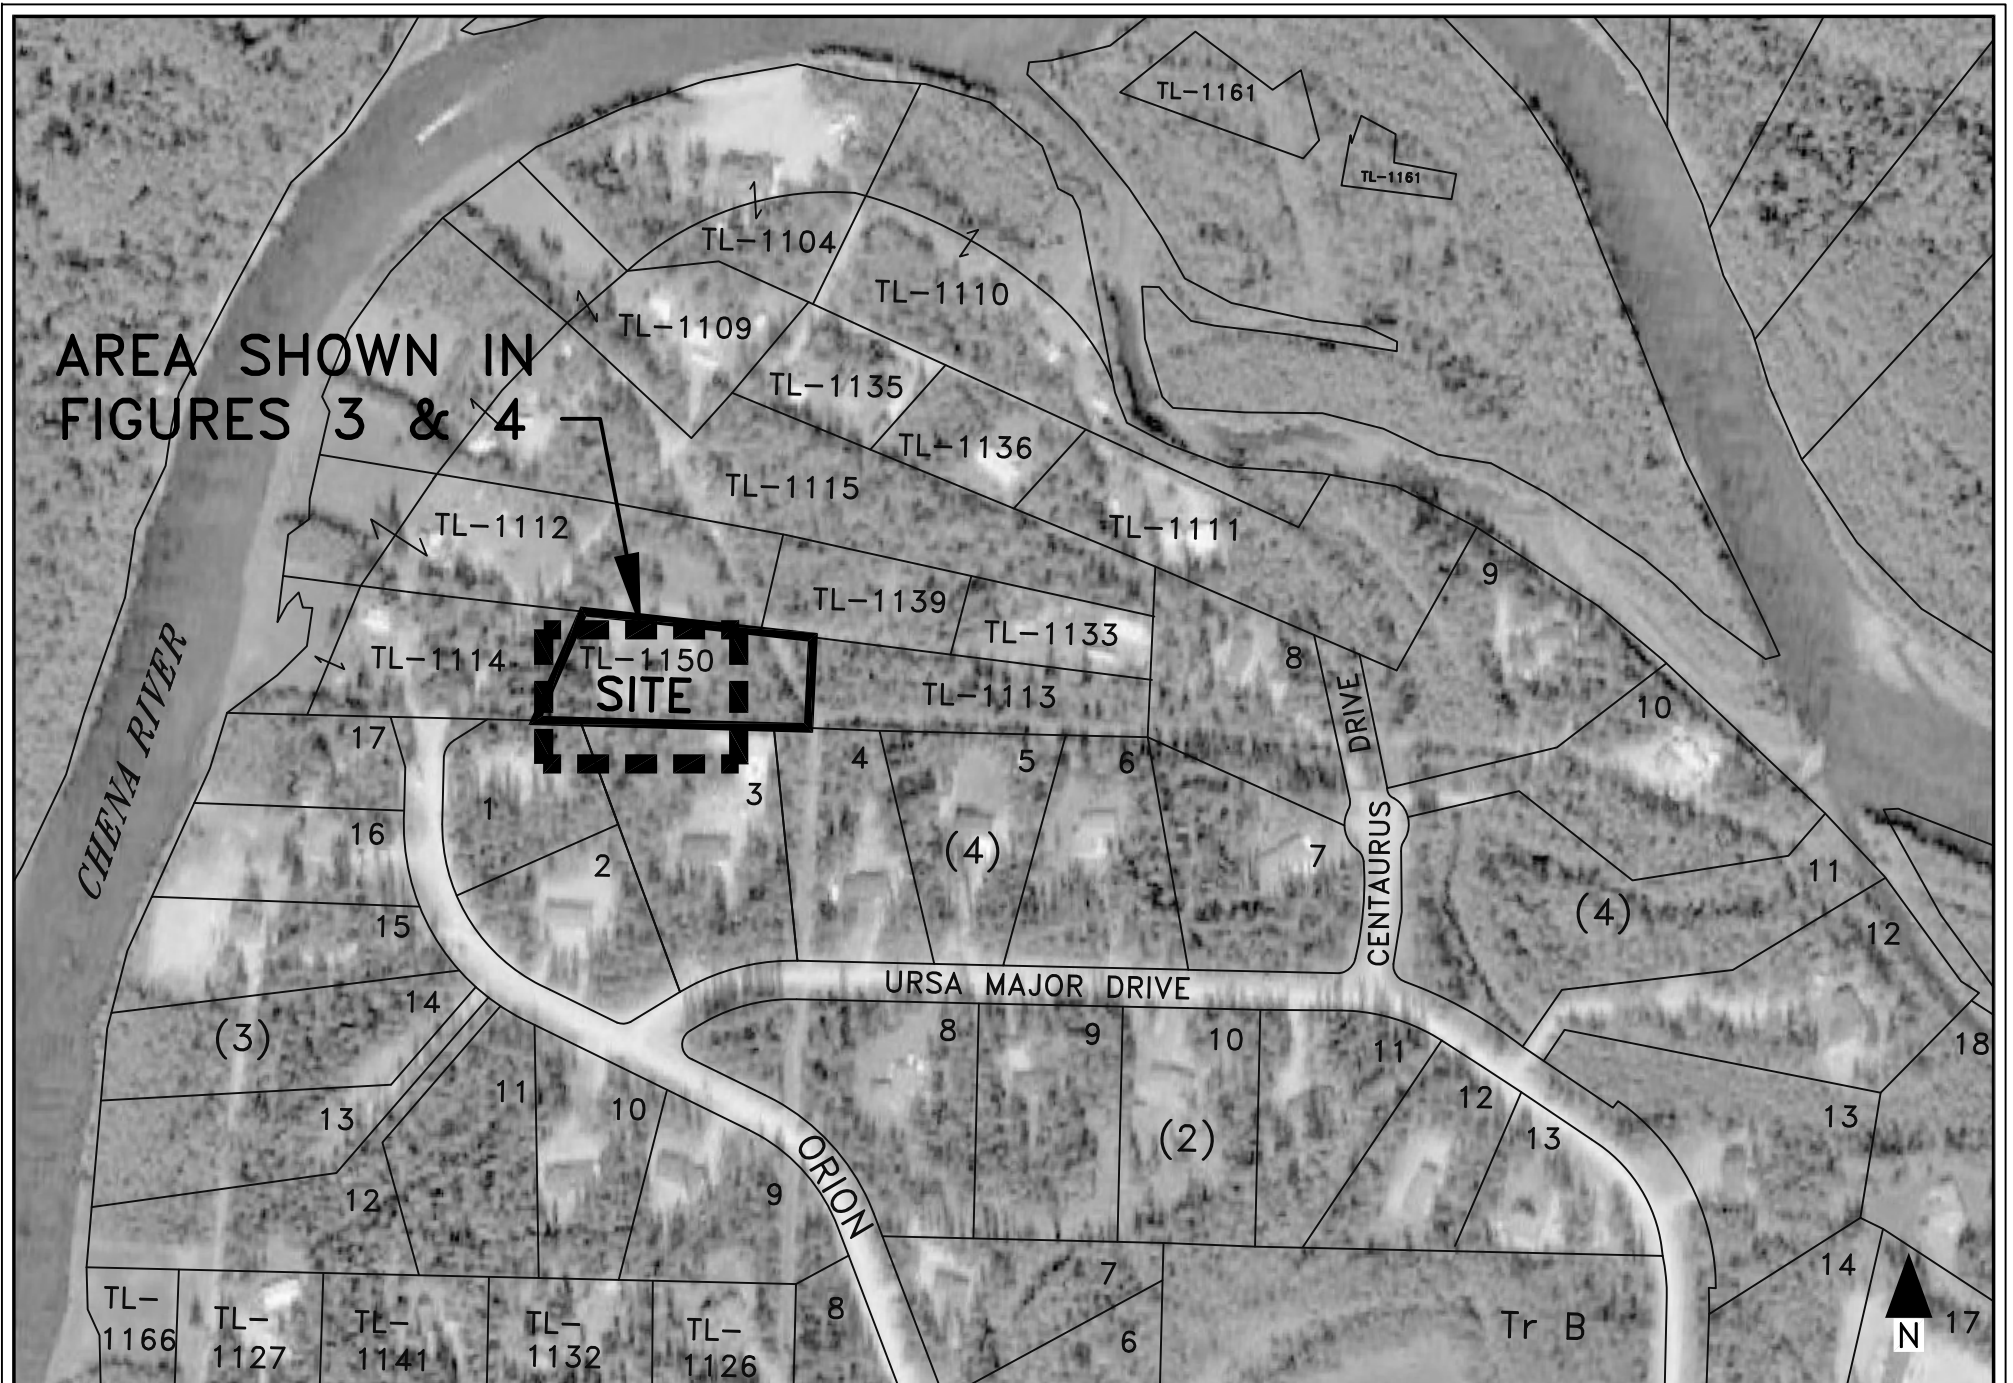 TL-1161
TL-1161
TL-1104
TL-1110
TL-1109
AREA SHOWN IN
FIGURES 3 & 4
TL-1135
TL-1136
TL-1115
TL-1112
TL-1111
9
TL-1139
TL-1133
TL-1114
TL-1150
SITE
8
TL-1113
DRIVE
10
CHENA RIVER
17
4
5
6
3
1
16
2
(4)
7
CENTAURUS
11
(4)
15
12
URSA MAJOR DRIVE
14
(3)
8
9
10
11
18
13
11
10
12
13
13
(2)
ORION
12
9
7
14
TL-
1166
TL-
1127
TL-
1141
TL-
1132
TL-
1126
8
6
Tr B
N
17